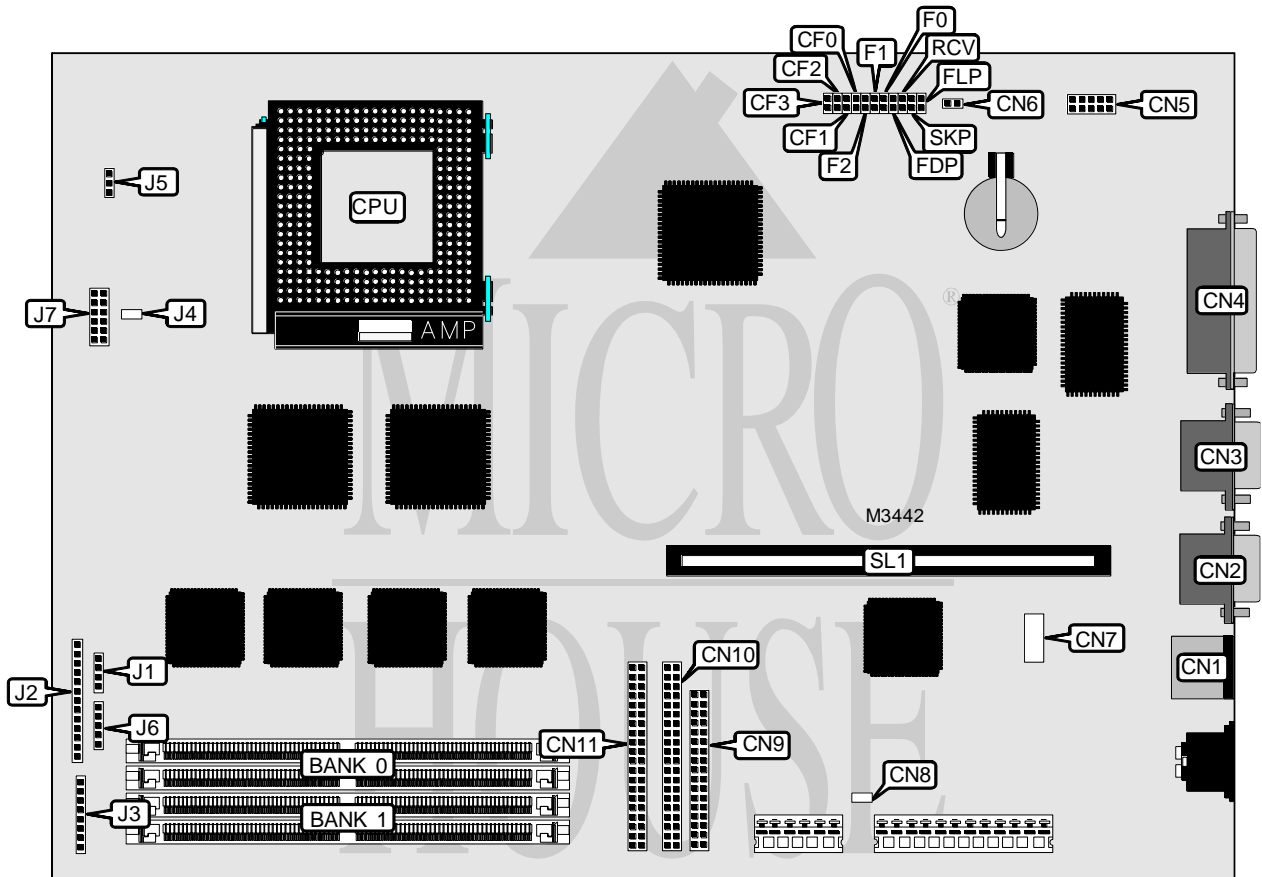 F0
CF0
F1
RCV
CF2
FLP
CF3
CN6
CN5
CF1
SKP
F2
FDP
J5
CPU
MICRO
®
CN4
J7
J4
AMP
CN3
M3442
SL1
CN2
HOUSE
CN7
CN10
J1
CN1
J2
J6
CN11
CN9
BANK 0
CN8
J3
BANK 1